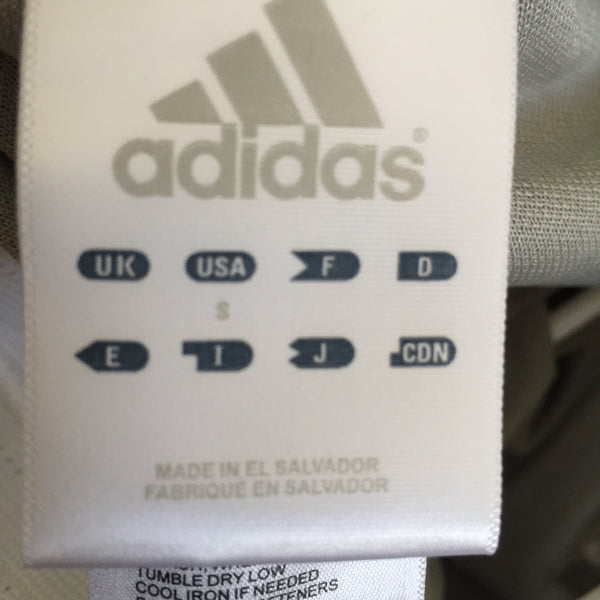 adidas®
UK USA F D
S
E I J CDN
MADE IN EL SALVADOR
FABRIQUÉ EN SALVADOR
TUMBLE DRY LOW
COOL IRON IF NEEDED